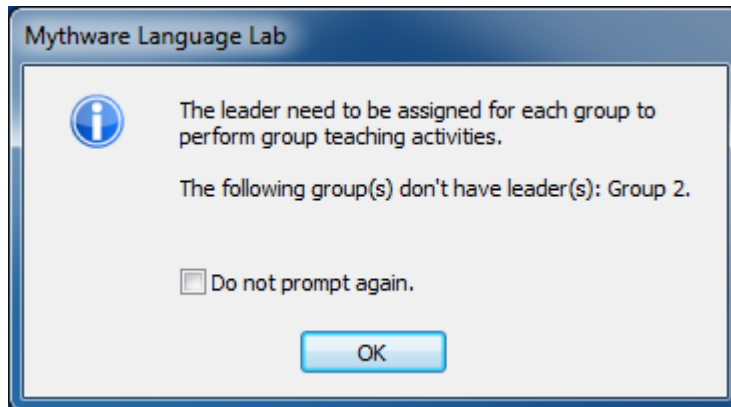 Mythware Language Lab
The leader need to be assigned for each group to
perform group teaching activities.
The following group(s) don't have leader(s): Group 2.
Do not prompt again.
OK